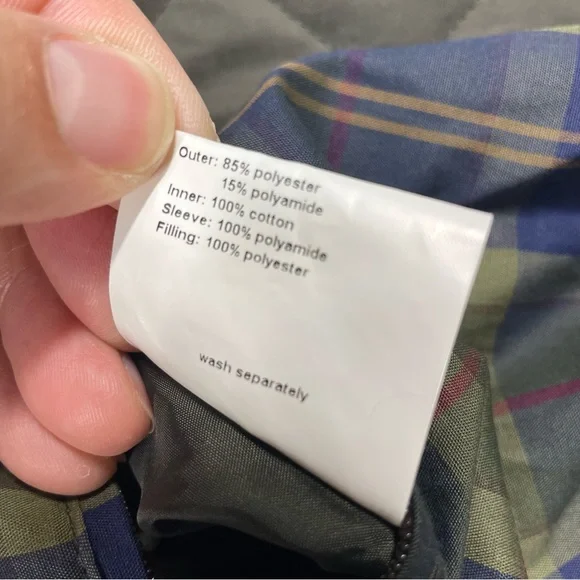 Outer: 85% polyester
15% polyamide
Inner: 100% cotton
Sleeve: 100% polyamide
Filling: 100% polyester
wash separately